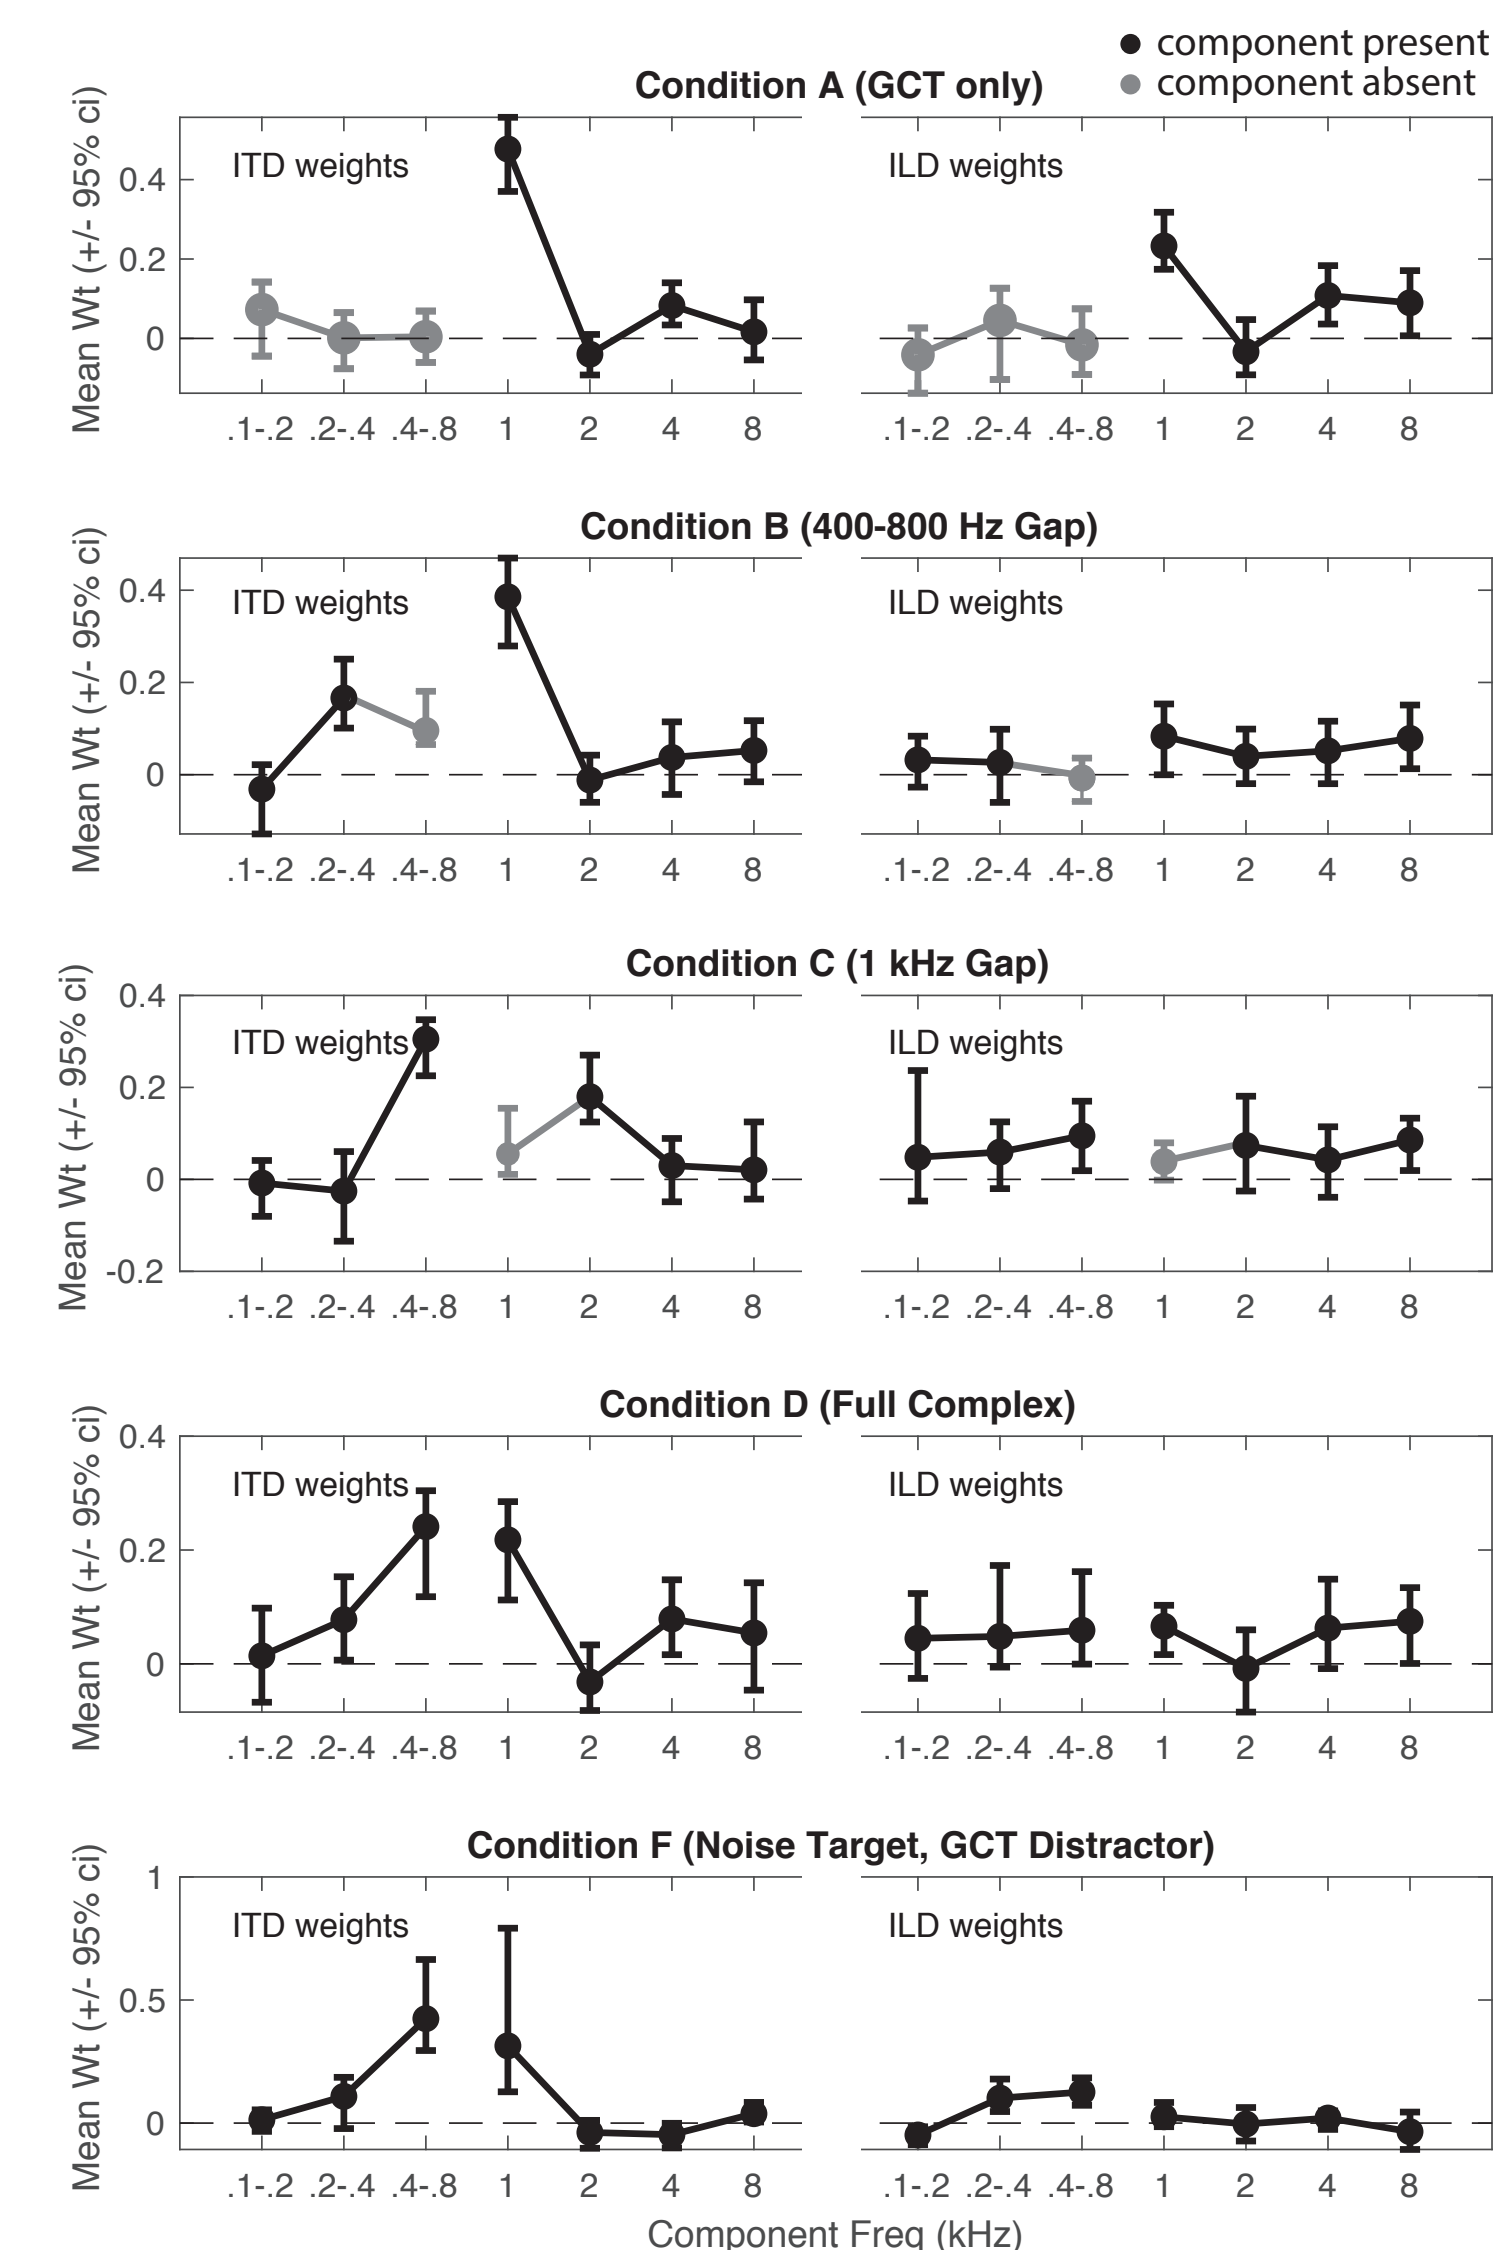 component present
component absent
Condition A (GCT only)
Mean Wt (+/- 95% ci)
0.4
0.2
0
ITD weights
ILD weights
.1-.2 .2-.4 .4-.8 1 2 4 8
.1-.2 .2-.4 .4-.8 1 2 4 8
Condition B (400-800 Hz Gap)
Mean Wt (+/- 95% ci)
0.4
0.2
0
ITD weights
ILD weights
.1-.2 .2-.4 .4-.8 1 2 4 8
.1-.2 .2-.4 .4-.8 1 2 4 8
Condition C (1 kHz Gap)
Mean Wt (+/- 95% ci)
0.4
0.2
0
-0.2
ITD weights
ILD weights
.1-.2 .2-.4 .4-.8 1 2 4 8
.1-.2 .2-.4 .4-.8 1 2 4 8
Condition D (Full Complex)
Mean Wt (+/- 95% ci)
0.4
0.2
0
ITD weights
ILD weights
.1-.2 .2-.4 .4-.8 1 2 4 8
.1-.2 .2-.4 .4-.8 1 2 4 8
Condition F (Noise Target, GCT Distractor)
Mean Wt (+/- 95% ci)
1
0.5
0
ITD weights
ILD weights
.1-.2 .2-.4 .4-.8 1 2 4 8
.1-.2 .2-.4 .4-.8 1 2 4 8
Component Freq (kHz)